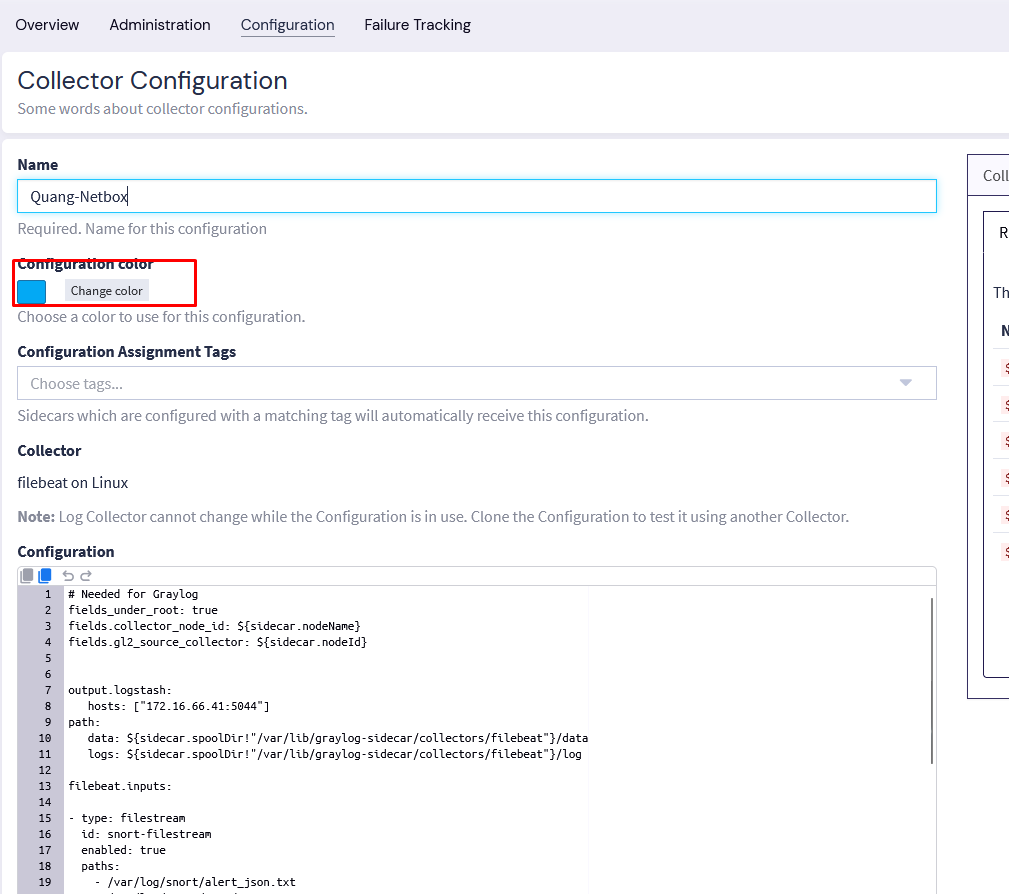 Overview Administration Configuration Failure Tracking
Collector Configuration
Some words about collector configurations.
Name
Quang-Netbox
Required. Name for this configuration
Configuration color
Change color
Choose a color to use for this configuration.
Configuration Assignment Tags
Choose tags...
Sidecars which are configured with a matching tag will automatically receive this configuration.
Collector
filebeat on Linux
Note: Log Collector cannot change while the Configuration is in use. Clone the Configuration to test it using another Collector.
Configuration
1 # Needed for Graylog
2 fields_under_root: true
3 fields.collector_node_id: ${sidecar.nodeName}
4 fields.gl2_source_collector: ${sidecar.nodeId}
5
6
7 output.logstash:
8 hosts: ["172.16.66.41:5044"]
9 path:
10 data: ${sidecar.spoolDir!"/var/lib/graylog-sidecar/collectors/filebeat"}/data
11 logs: ${sidecar.spoolDir!"/var/lib/graylog-sidecar/collectors/filebeat"}/log
12
13 filebeat.inputs:
14
15 - type: filestream
16 id: snort-filestream
17 enabled: true
18 paths:
19 - /var/log/snort/alert_json.txt
Coll
R
Th
N
$
$
$
$
$
$